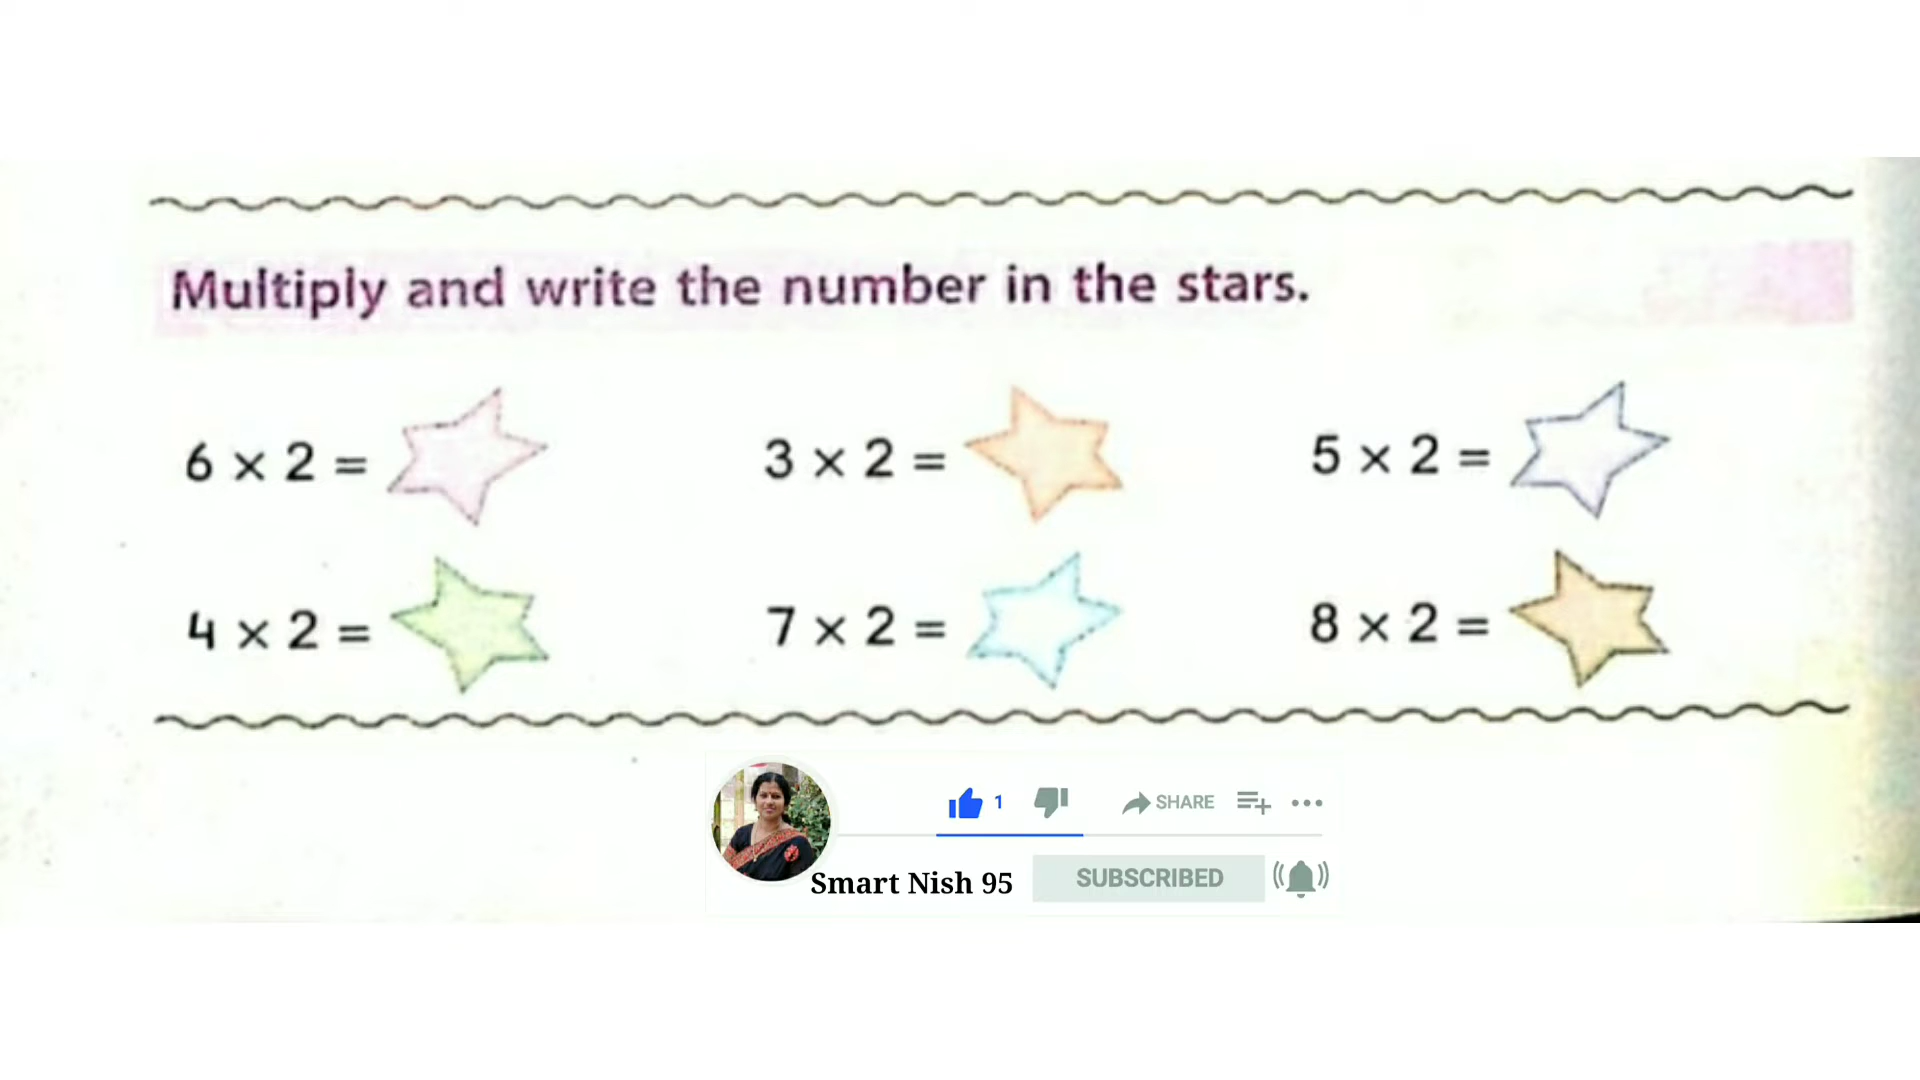 Multiply and write the number in the stars.
6 × 2 = 3 × 2 = 5 × 2 =
4 × 2 = 7 × 2 = 8 × 2 =
1 SHARE
Smart Nish 95 SUBSCRIBED